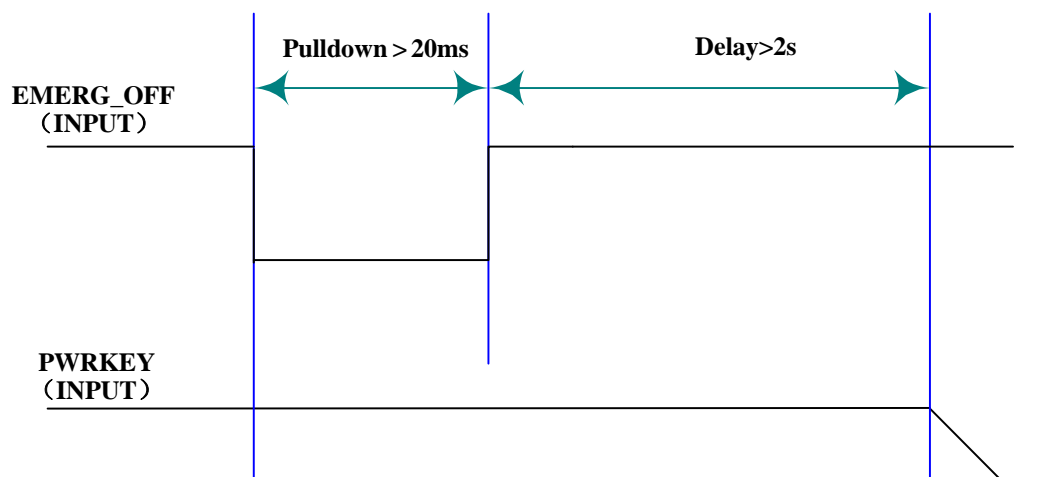 Pulldown > 20ms
Delay>2s
EMERG_OFF
（INPUT）
PWRKEY
（INPUT）